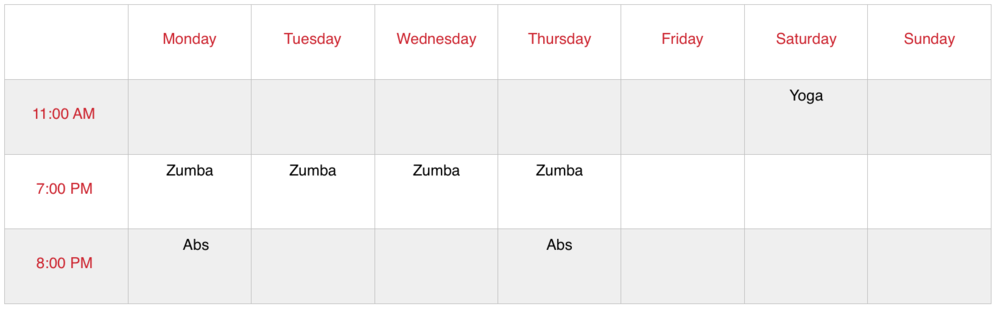 Monday Tuesday Wednesday Thursday Friday Saturday Sunday
11:00 AM Yoga
7:00 PM Zumba Zumba Zumba Zumba
8:00 PM Abs Abs